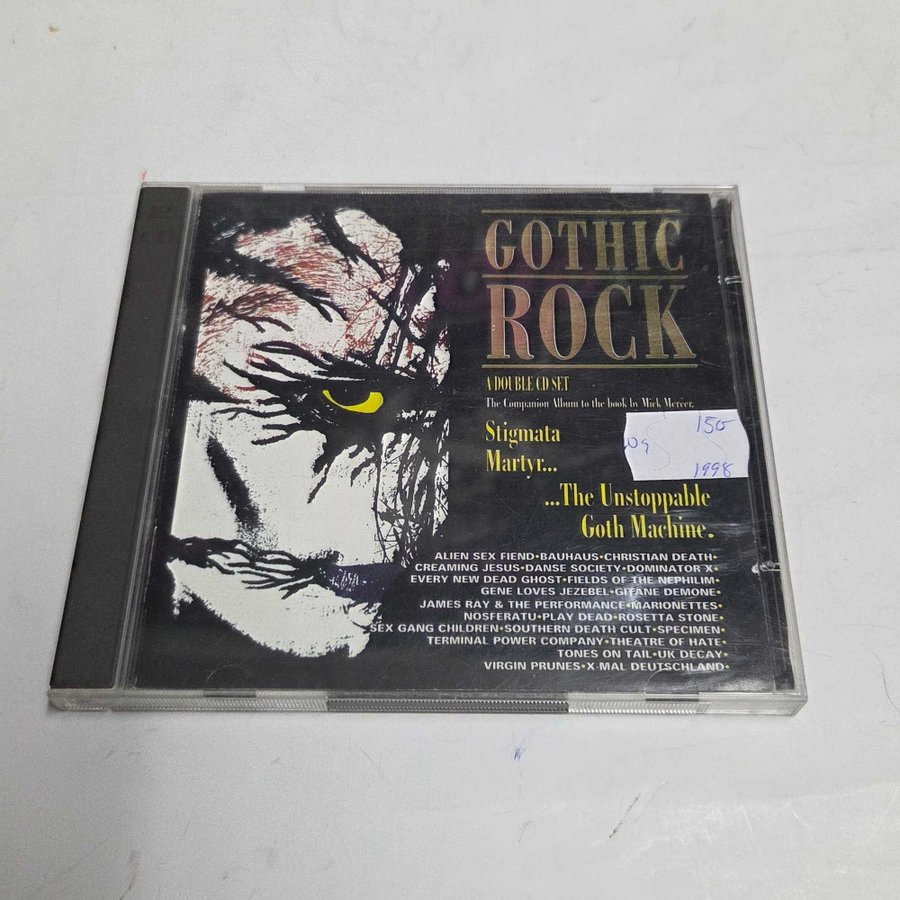 GOTHIC
ROCK
A DOUBLE CD SET
The Companion Album to the book by Mick Mercer.
Stigmata
Martyr...
...The Unstoppable
Goth Machine.
150
1998
ALIEN SEX FIEND•BAUHAUS•CHRISTIAN DEATH•
CREAMING JESUS•DANSE SOCIETY•DOMINATOR X•
EVERY NEW DEAD GHOST•FIELDS OF THE NEPHILIM•
GENE LOVES JEZEBEL•GITANE DEMONE•
JAMES RAY & THE PERFORMANCE•MARIONETTES•
NOSFERATU•PLAY DEAD•ROSETTA STONE•
SEX GANG CHILDREN•SOUTHERN DEATH CULT•SPECIMEN•
TERMINAL POWER COMPANY•THEATRE OF HATE•
TONES ON TAIL•UK DECAY•
VIRGIN PRUNES•X-MAL DEUTSCHLAND•